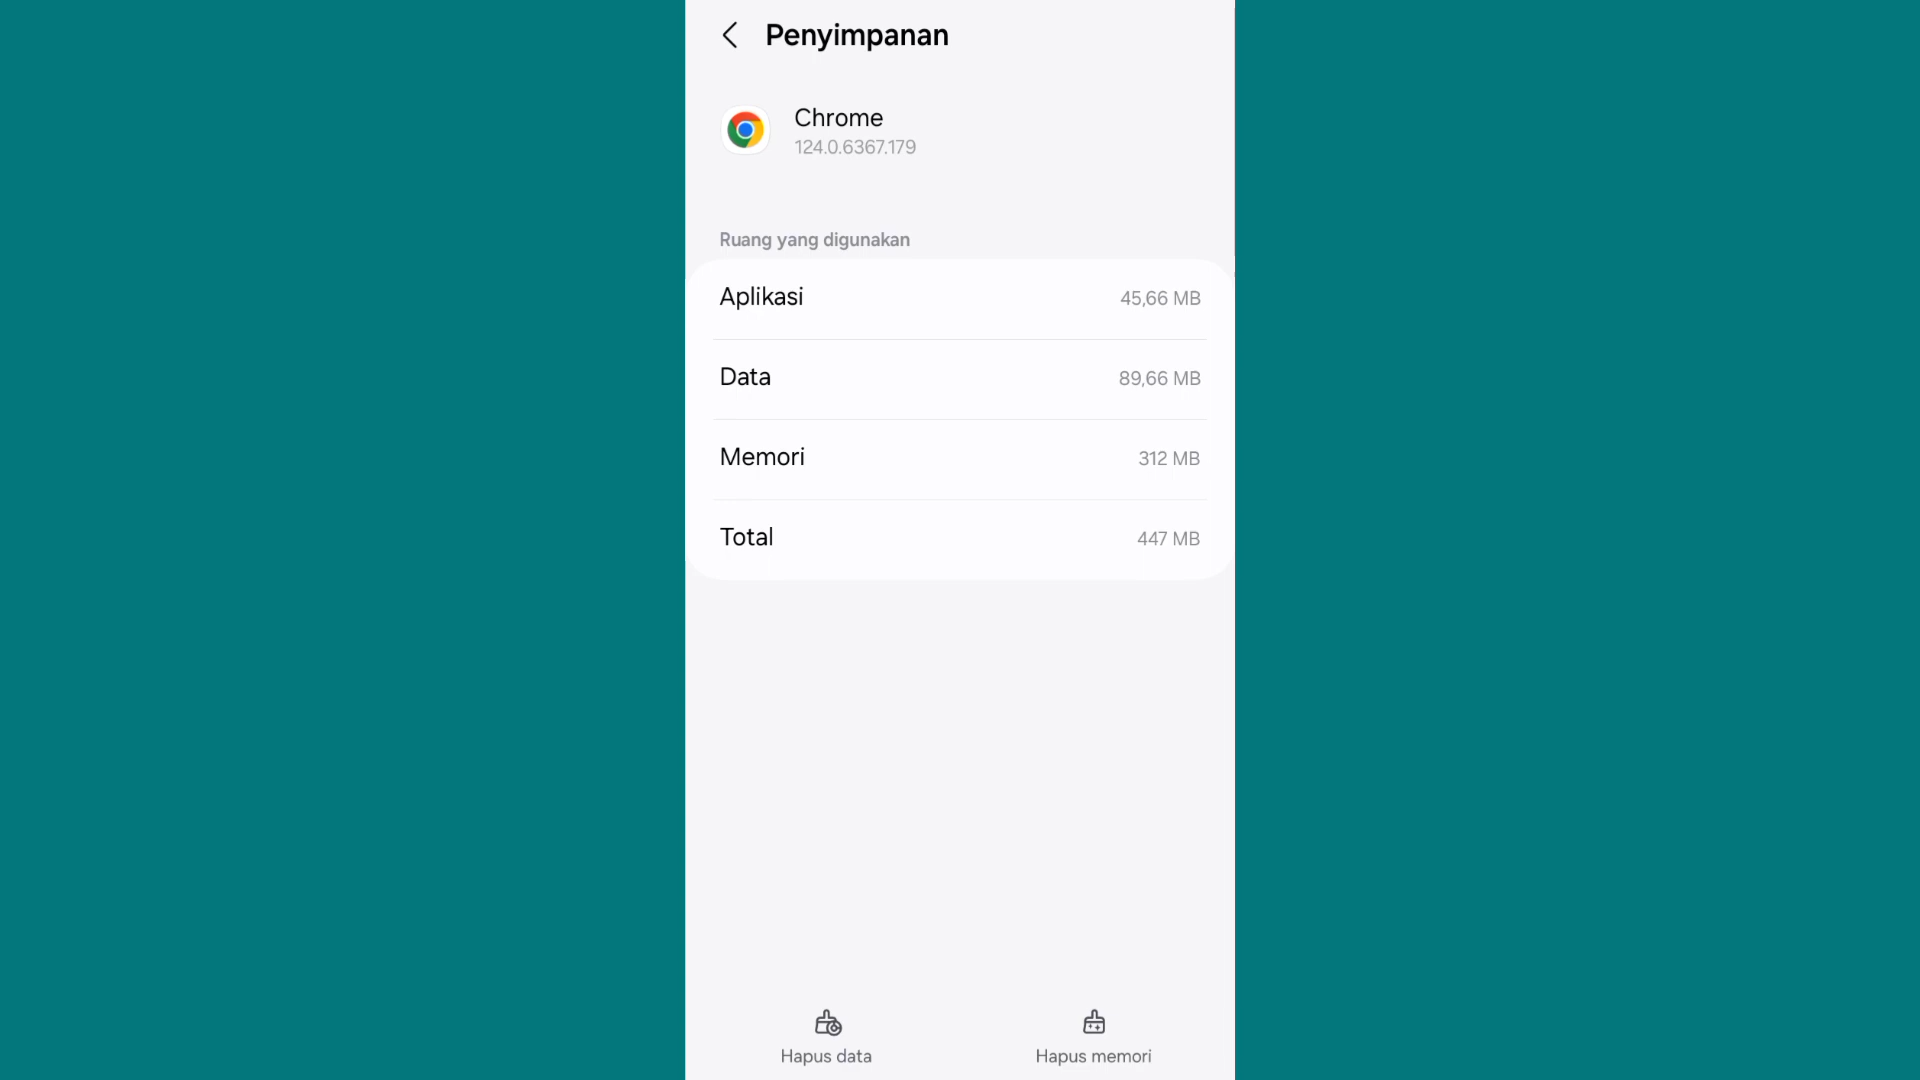 Penyimpanan
Chrome
124.0.6367.179
Ruang yang digunakan
Aplikasi 45,66 MB
Data 89,66 MB
Memori 312 MB
Total 447 MB
Hapus data Hapus memori